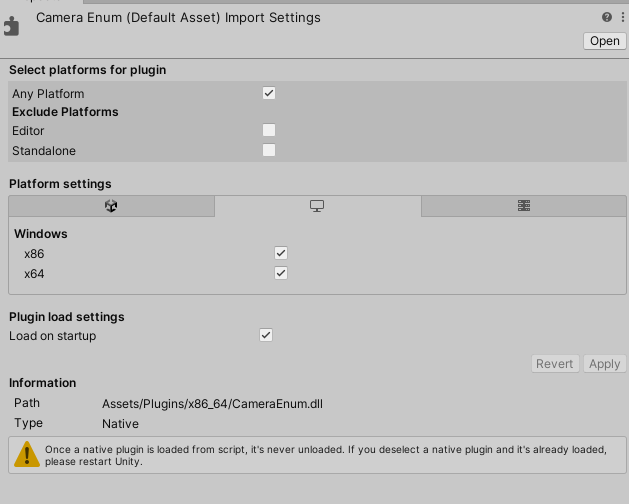 Camera Enum (Default Asset) Import Settings
Open
Select platforms for plugin
Any Platform
Exclude Platforms
Editor
Standalone
Platform settings
Windows
x86
x64
Plugin load settings
Load on startup
Revert Apply
Information
Path Assets/Plugins/x86_64/CameraEnum.dll
Type Native
Once a native plugin is loaded from script, it's never unloaded. If you deselect a native plugin and it's already loaded,
please restart Unity.